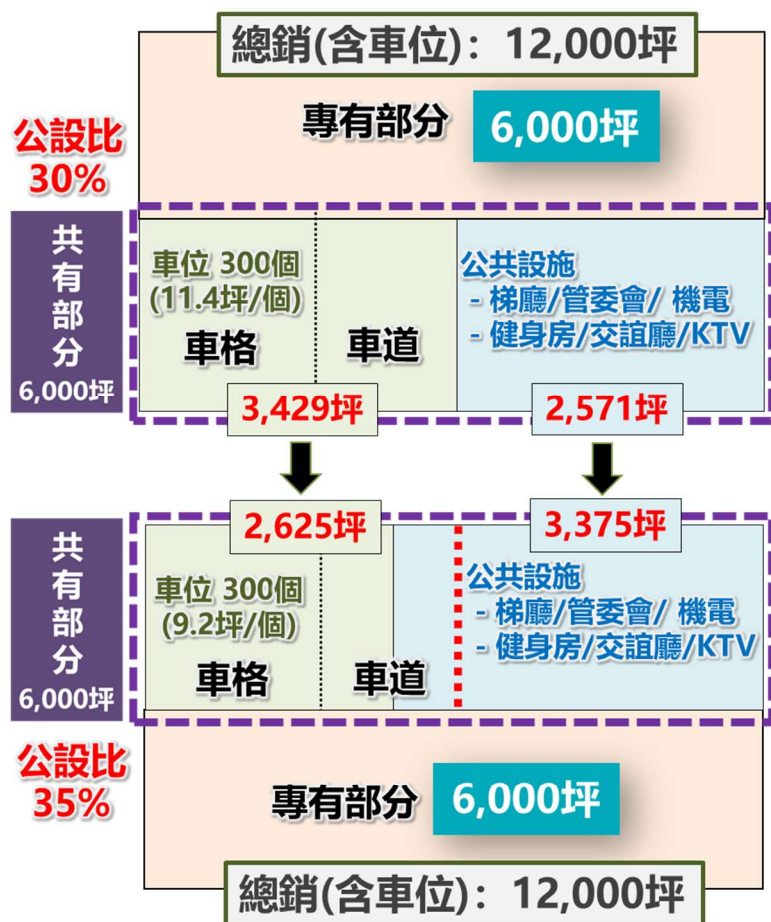 總銷(含車位)：12,000坪
專有部分
6,000坪
公設比
30%
共有部分
6,000坪
車位 300個
(11.4坪/個)
車格
車道
公共設施
- 梯廳/管委會/ 機電
- 健身房/交誼廳/KTV
3,429坪
2,571坪
2,625坪
3,375坪
共有部分
6,000坪
車位 300個
(9.2坪/個)
車格
車道
公共設施
- 梯廳/管委會/ 機電
- 健身房/交誼廳/KTV
公設比
35%
專有部分
6,000坪
總銷(含車位)：12,000坪